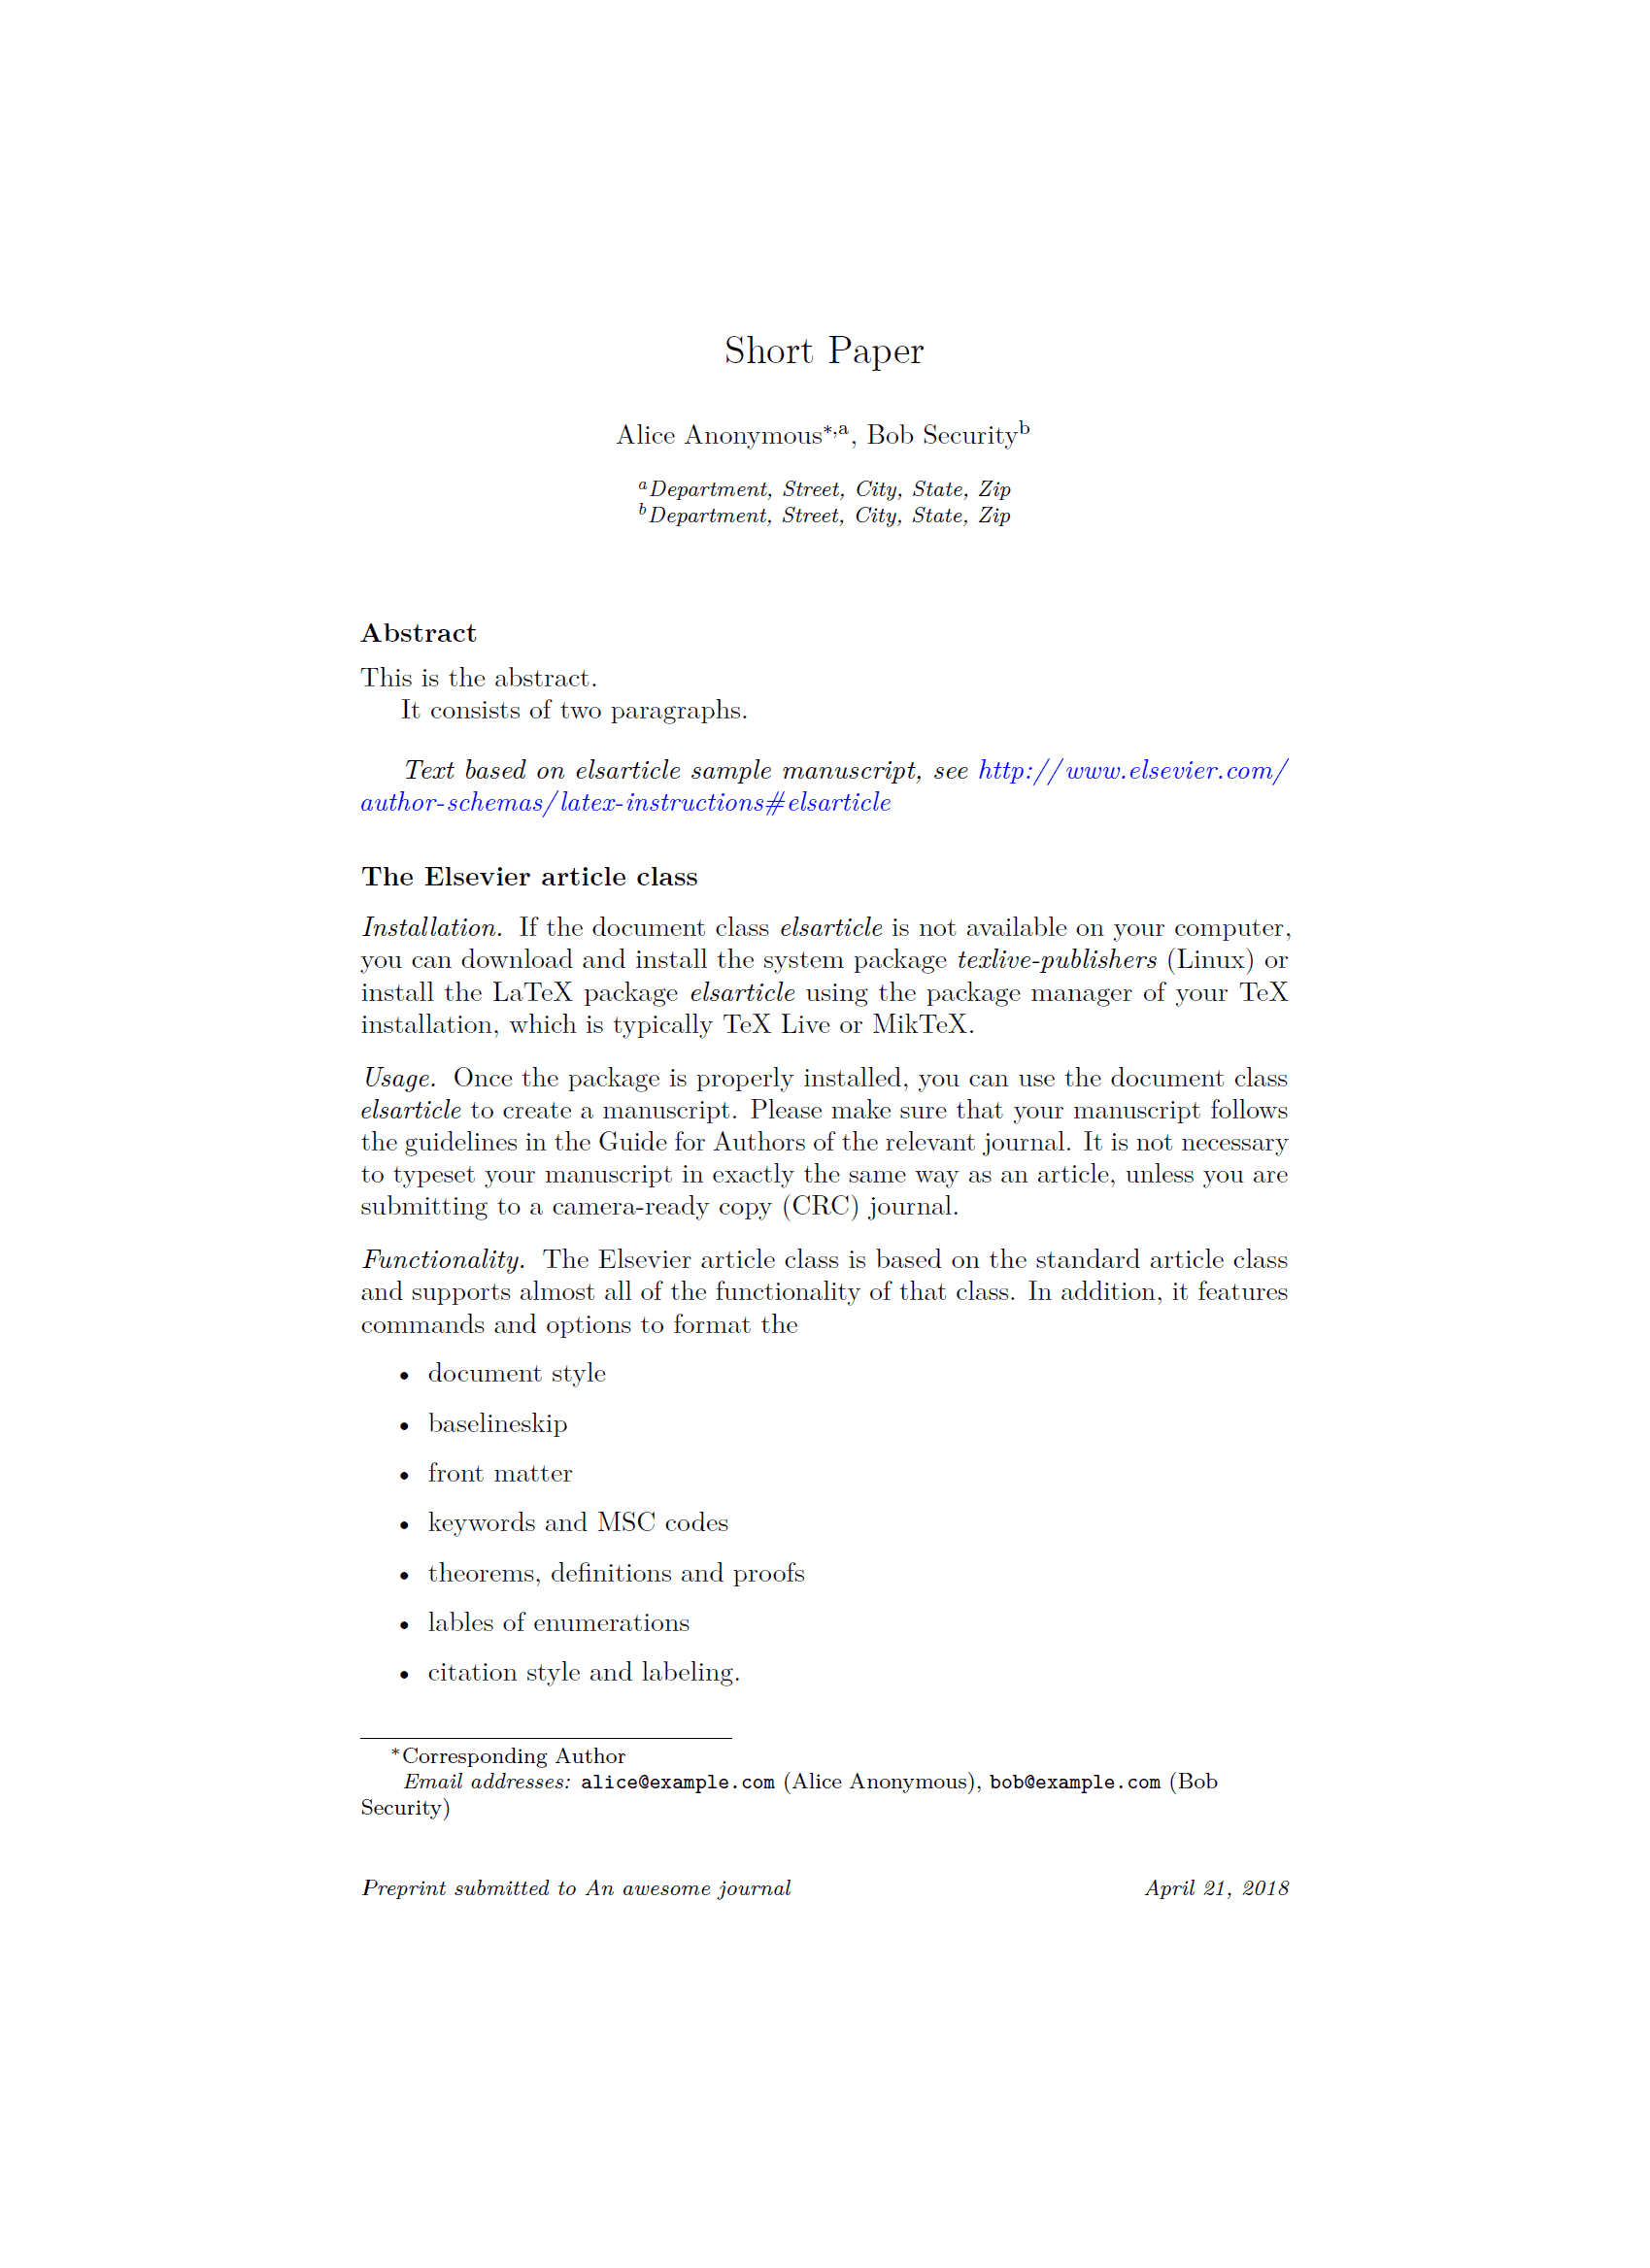 Short Paper
Alice Anonymous*,a, Bob Securityb
aDepartment, Street, City, State, Zip
bDepartment, Street, City, State, Zip
Abstract
This is the abstract.
It consists of two paragraphs.
Text based on elsarticle sample manuscript, see http://www.elsevier.com/
author-schemas/latex-instructions#elsarticle
The Elsevier article class
Installation. If the document class elsarticle is not available on your computer,
you can download and install the system package texlive-publishers (Linux) or
install the LaTeX package elsarticle using the package manager of your TeX
installation, which is typically TeX Live or MikTeX.
Usage. Once the package is properly installed, you can use the document class
elsarticle to create a manuscript. Please make sure that your manuscript follows
the guidelines in the Guide for Authors of the relevant journal. It is not necessary
to typeset your manuscript in exactly the same way as an article, unless you are
submitting to a camera-ready copy (CRC) journal.
Functionality. The Elsevier article class is based on the standard article class
and supports almost all of the functionality of that class. In addition, it features
commands and options to format the
• document style
• baselineskip
• front matter
• keywords and MSC codes
• theorems, definitions and proofs
• lables of enumerations
• citation style and labeling.
*Corresponding Author
Email addresses: alice@example.com (Alice Anonymous), bob@example.com (Bob
Security)
Preprint submitted to An awesome journal April 21, 2018